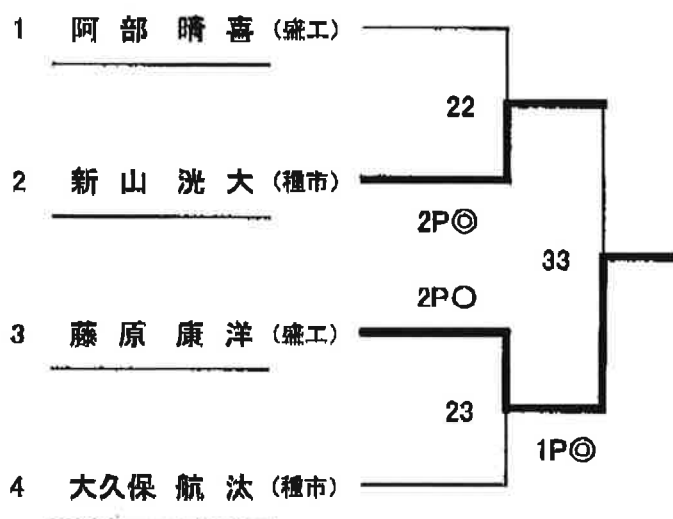 1 阿部 晴喜 (盛工)
22
2 新山 洸大 (種市)
2P◎
33
2P○
3 藤原 康洋 (盛工)
23
1P◎
4 大久保 航汰 (種市)